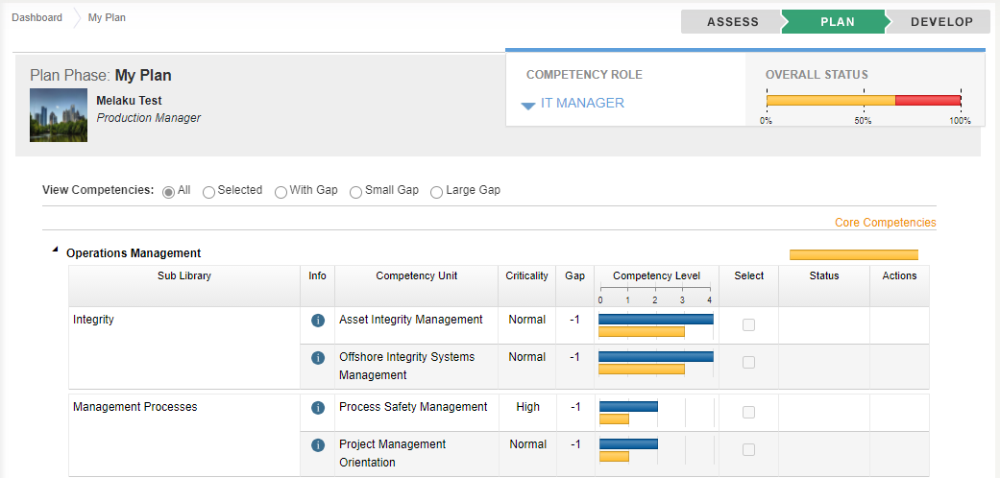 Dashboard My Plan
ASSESS PLAN DEVELOP
Plan Phase: My Plan
Melaku Test
Production Manager
COMPETENCY ROLE
IT MANAGER
OVERALL STATUS
0% 50% 100%
View Competencies: All Selected With Gap Small Gap Large Gap
Core Competencies
Operations Management
Sub Library Info Competency Unit Criticality Gap Competency Level Select Status Actions
0 1 2 3 4
Integrity i Asset Integrity Management Normal -1
i Offshore Integrity Systems Normal -1
Management
Management Processes i Process Safety Management High -1
i Project Management Normal -1
Orientation